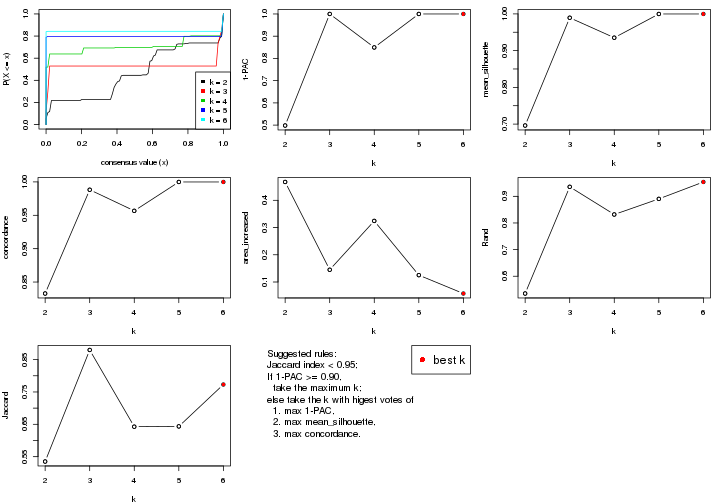 P(X <= x)
0.0 0.2 0.4 0.6 0.8 1.0
k = 2
k = 3
k = 4
k = 5
k = 6
0.0 0.2 0.4 0.6 0.8 1.0
consensus value (x)
1-PAC
0.5 0.6 0.7 0.8 0.9 1.0
2 3 4 5 6
k
mean_silhouette
0.70 0.80 0.90 1.00
2 3 4 5 6
k
concordance
0.85 0.90 0.95 1.00
2 3 4 5 6
k
area_increased
0.1 0.2 0.3 0.4
2 3 4 5 6
k
Rand
0.6 0.7 0.8 0.9
2 3 4 5 6
k
Jaccard
0.55 0.65 0.75 0.85
2 3 4 5 6
k
Suggested rules:
Jaccard index < 0.95;
If 1-PAC >= 0.90,
take the maximum k;
else take the k with higest votes of
1. max 1-PAC,
2. max mean_silhouette,
3. max concordance.
best k